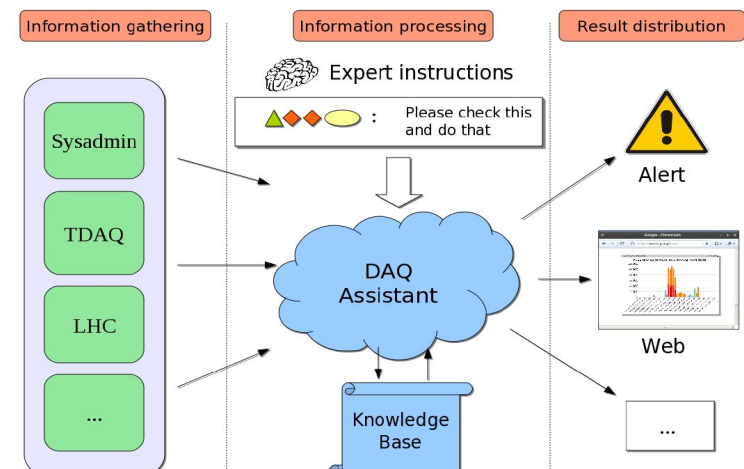 Information gathering
Information processing
Result distribution
Expert instructions
: Please check this
and do that
Sysadmin
TDAQ
LHC
...
DAQ
Assistant
Knowledge
Base
Alert
Web
...